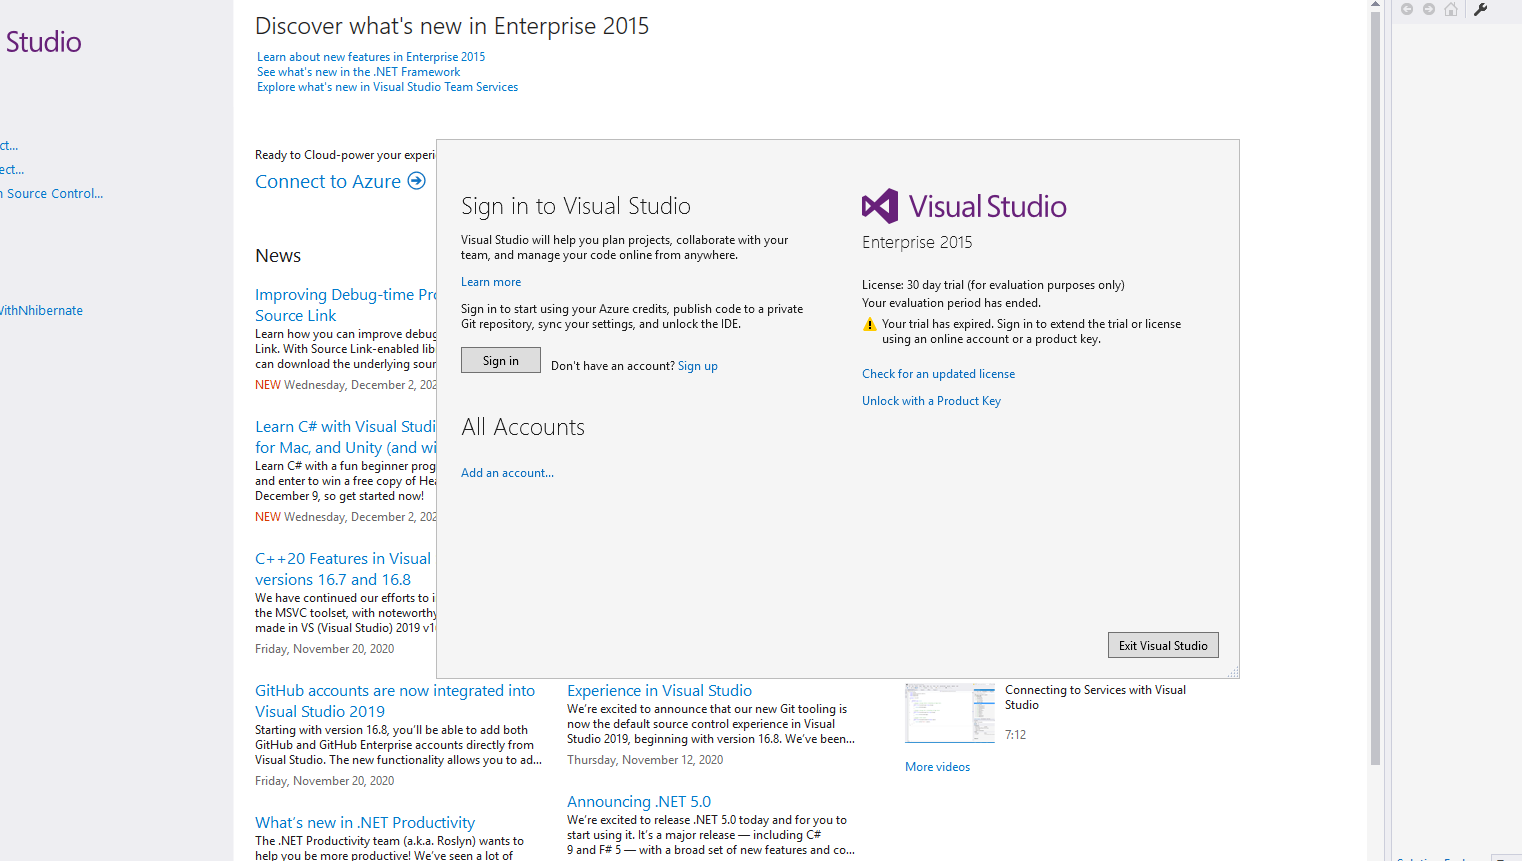 Studio
ct...
ect...
n Source Control...
VithNhibernate
Discover what's new in Enterprise 2015
Learn about new features in Enterprise 2015
See what's new in the .NET Framework
Explore what's new in Visual Studio Team Services
Ready to Cloud-power your experi
Connect to Azure
News
Improving Debug-time Pro
Source Link
Learn how you can improve debug
Link. With Source Link-enabled lib
can download the underlying sour
NEW Wednesday, December 2, 202
Learn C# with Visual Studi
for Mac, and Unity (and wi
Learn C# with a fun beginner prog
and enter to win a free copy of Hea
December 9, so get started now!
NEW Wednesday, December 2, 202
C++20 Features in Visual
versions 16.7 and 16.8
We have continued our efforts to i
the MSVC toolset, with noteworthy
made in VS (Visual Studio) 2019 v1
Friday, November 20, 2020
GitHub accounts are now integrated into
Visual Studio 2019
Starting with version 16.8, you'll be able to add both
GitHub and GitHub Enterprise accounts directly from
Visual Studio. The new functionality allows you to ad...
Friday, November 20, 2020
What's new in .NET Productivity
The .NET Productivity team (a.k.a. Roslyn) wants to
help you be more productive! We've seen a lot of
Experience in Visual Studio
We're excited to announce that our new Git tooling is
now the default source control experience in Visual
Studio 2019, beginning with version 16.8. We've been...
Thursday, November 12, 2020
Announcing .NET 5.0
We're excited to release .NET 5.0 today and for you to
start using it. It's a major release — including C#
9 and F# 5 — with a broad set of new features and co...
Connecting to Services with Visual
Studio
7:12
More videos
Sign in to Visual Studio
Visual Studio will help you plan projects, collaborate with your
team, and manage your code online from anywhere.
Learn more
Sign in to start using your Azure credits, publish code to a private
Git repository, sync your settings, and unlock the IDE.
Sign in
Don't have an account? Sign up
All Accounts
Add an account...
Visual Studio
Enterprise 2015
License: 30 day trial (for evaluation purposes only)
Your evaluation period has ended.
Your trial has expired. Sign in to extend the trial or license
using an online account or a product key.
Check for an updated license
Unlock with a Product Key
Exit Visual Studio